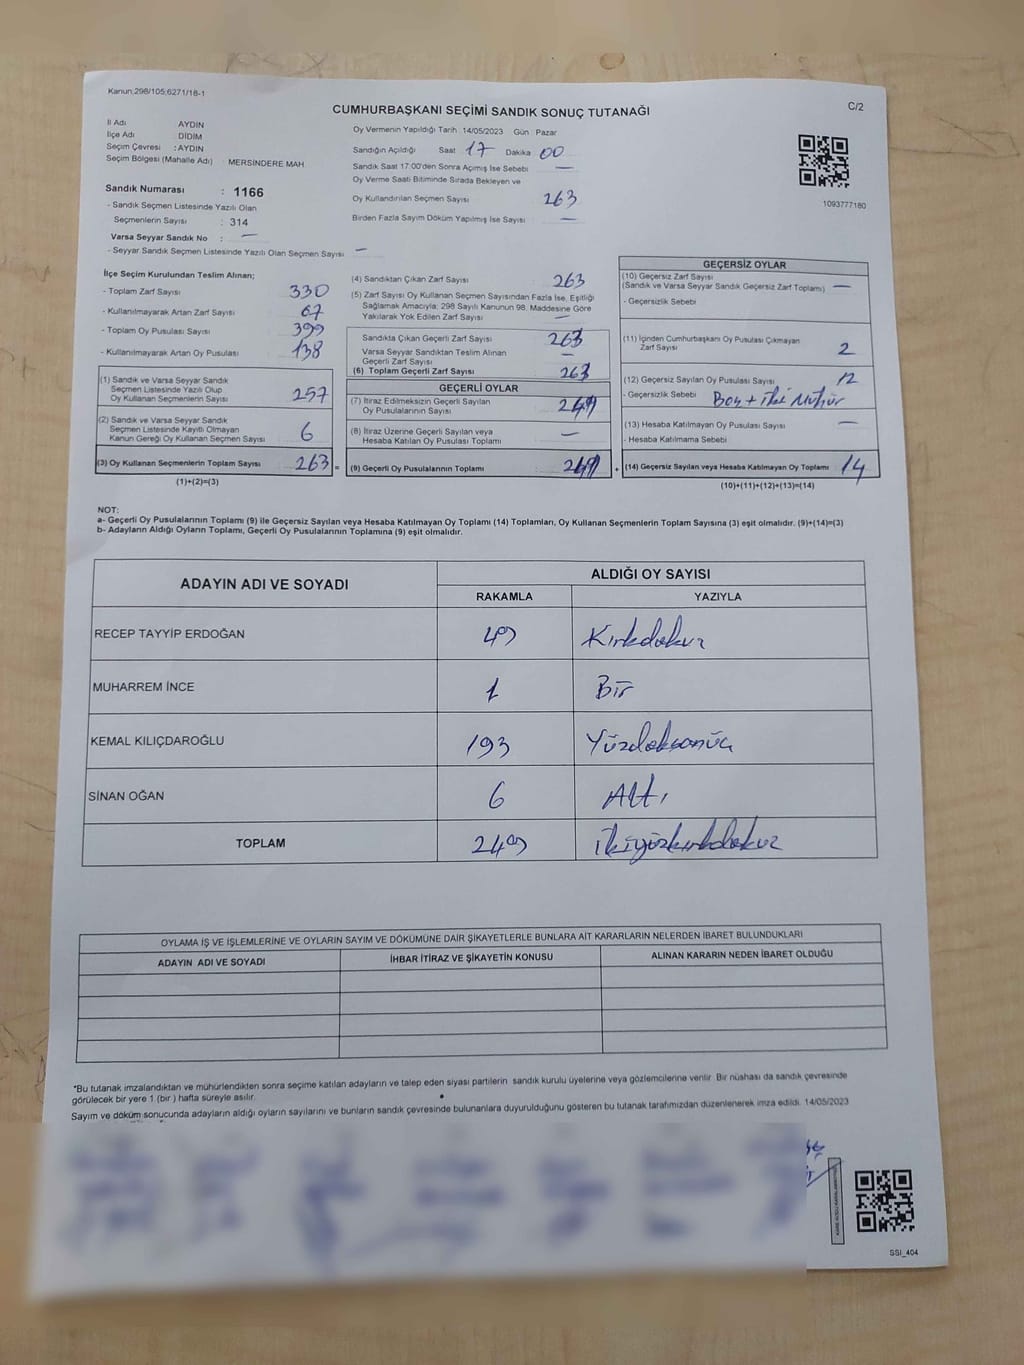 Kanun:298/105;6271/18-1
CUMHURBAŞKANI SEÇİMİ SANDIK SONUÇ TUTANAĞI
C/2
İl Adı : AYDIN
İlçe Adı : DİDİM
Seçim Çevresi : AYDIN
Seçim Bölgesi (Mahalle Adı) : MERSİNDERE MAH.
Sandık Numarası : 1166
- Sandık Seçmen Listesinde Yazılı Olan
Seçmenlerin Sayısı : 314
Varsa Seyyar Sandık No : —
- Seyyar Sandık Seçmen Listesinde Yazılı Olan Seçmen Sayısı : —
Oy Vermenin Yapıldığı Tarih 14/05/2023 Gün : Pazar
Sandığın Açıldığı Saat 17 Dakika 00
Sandık Saat 17:00'den Sonra Açımış İse Sebebi —
Oy Verme Saati Bitiminde Sırada Bekleyen ve
Oy Kullandırılan Seçmen Sayısı 263
Birden Fazla Sayım Döküm Yapılmış İse Sayısı —
1093777180
İlçe Seçim Kurulundan Teslim Alınan;
- Toplam Zarf Sayısı 330
- Kullanılmayarak Artan Zarf Sayısı 67
- Toplam Oy Pusulası Sayısı 399
- Kullanılmayarak Artan Oy Pusulası 138
(1) Sandık ve Varsa Seyyar Sandık
Seçmen Listesinde Yazılı Olup
Oy Kullanan Seçmenlerin Sayısı 257
(2) Sandık ve Varsa Seyyar Sandık
Seçmen Listesinde Kayıtlı Olmayan
Kanun Gereği Oy Kullanan Seçmen Sayısı 6
(3) Oy Kullanan Seçmenlerin Toplam Sayısı 263 =
(1)+(2)=(3)
(4) Sandıktan Çıkan Zarf Sayısı 263
(5) Zarf Sayısı Oy Kullanan Seçmen Sayısından Fazla İse, Eşitliği
Sağlamak Amacıyla; 298 Sayılı Kanunun 98. Maddesine Göre
Yakılarak Yok Edilen Zarf Sayısı —
Sandıkta Çıkan Geçerli Zarf Sayısı 263
Varsa Seyyar Sandıktan Teslim Alınan
Geçerli Zarf Sayısı —
(6) Toplam Geçerli Zarf Sayısı 263
GEÇERLİ OYLAR
(7) İtiraz Edilmeksizin Geçerli Sayılan
Oy Pusulalarının Sayısı 249
(8) İtiraz Üzerine Geçerli Sayılan veya
Hesaba Katılan Oy Pusulası Toplamı —
(9) Geçerli Oy Pusulalarının Toplamı 249 +
GEÇERSİZ OYLAR
(10) Geçersiz Zarf Sayısı
(Sandık ve Varsa Seyyar Sandık Geçersiz Zarf Toplamı) —
- Geçersizlik Sebebi
(11) İçinden Cumhurbaşkanı Oy Pusulası Çıkmayan
Zarf Sayısı 2
(12) Geçersiz Sayılan Oy Pusulası Sayısı 12
- Geçersizlik Sebebi Boş + İki Mühür
(13) Hesaba Katılmayan Oy Pusulası Sayısı —
- Hesaba Katılmama Sebebi
(14) Geçersiz Sayılan veya Hesaba Katılmayan Oy Toplamı 14
(10)+(11)+(12)+(13)=(14)
NOT:
a- Geçerli Oy Pusulalarının Toplamı (9) ile Geçersiz Sayılan veya Hesaba Katılmayan Oy Toplamı (14) Toplamları, Oy Kullanan Seçmenlerin Toplam Sayısına (3) eşit olmalıdır. (9)+(14)=(3)
b- Adayların Aldığı Oyların Toplamı, Geçerli Oy Pusulalarının Toplamına (9) eşit olmalıdır.
ADAYIN ADI VE SOYADI
ALDIĞI OY SAYISI
RAKAMLA YAZIYLA
RECEP TAYYİP ERDOĞAN 49 Kırkdokuz
MUHARREM İNCE 1 Bir
KEMAL KILIÇDAROĞLU 193 Yüzdoksanüç
SİNAN OĞAN 6 Altı
TOPLAM 249 ikiyüzkırkdokuz
OYLAMA İŞ VE İŞLEMLERİNE VE OYLARIN SAYIM VE DÖKÜMÜNE DAİR ŞİKAYETLERLE BUNLARA AİT KARARLARIN NELERDEN İBARET BULUNDUKLARI
ADAYIN ADI VE SOYADI İHBAR İTİRAZ VE ŞİKAYETİN KONUSU ALINAN KARARIN NEDEN İBARET OLDUĞU
*Bu tutanak imzalandıktan ve mühürlendikten sonra seçime katılan adayların ve talep eden siyasi partilerin sandık kurulu üyelerine veya gözlemcilerine verilir. Bir nüshası da sandık çevresinde
görülecek bir yere 1 (bir ) hafta süreyle asılır.
Sayım ve döküm sonucunda adayların aldığı oyların sayılarını ve bunların sandık çevresinde bulunanlara duyurulduğunu gösteren bu tutanak tarafımızdan düzenlenerek imza edildi. 14/05/2023
SSI_404